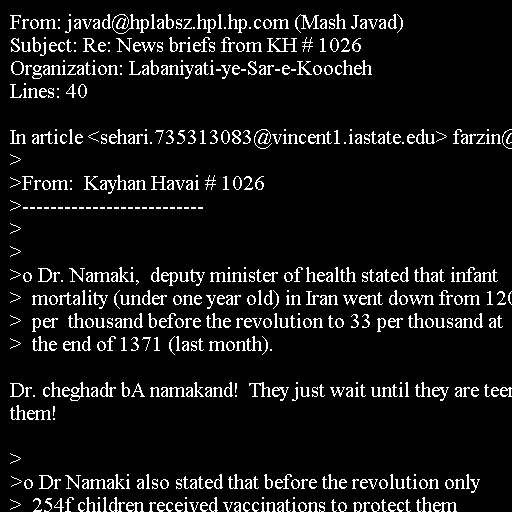 From: javad@hplabsz.hpl.hp.com (Mash Javad)
Subject: Re: News briefs from KH # 1026
Organization: Labaniyati-ye-Sar-e-Koocheh
Lines: 40
In article <sehari.735313083@vincent1.iastate.edu> farzin@
>
>From:  Kayhan Havai # 1026
>--------------------------
>
>
>o Dr. Namaki,  deputy minister of health stated that infant
>  mortality (under one year old) in Iran went down from 120
>  per  thousand before the revolution to 33 per thousand at
>  the end of 1371 (last month).
Dr. cheghadr bA namakand!  They just wait until they are teen
them!
>
>o Dr Namaki also stated that before the revolution only
>  254f children received vaccinations to protect them